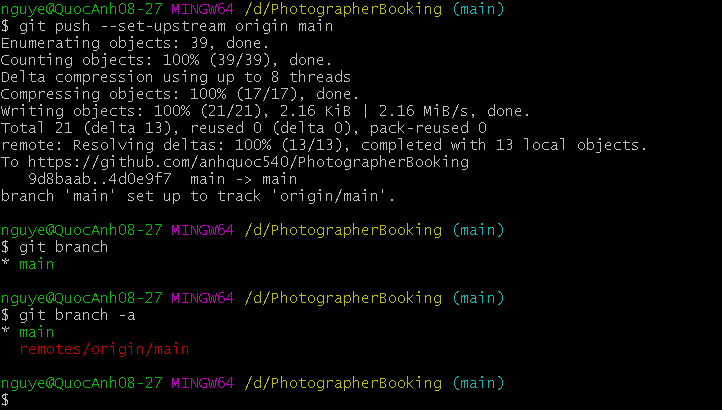 nguye@QuocAnh08-27 MINGW64 /d/PhotographerBooking (main)
$ git push --set-upstream origin main
Enumerating objects: 39, done.
Counting objects: 100% (39/39), done.
Delta compression using up to 8 threads
Compressing objects: 100% (17/17), done.
Writing objects: 100% (21/21), 2.16 KiB | 2.16 MiB/s, done.
Total 21 (delta 13), reused 0 (delta 0), pack-reused 0
remote: Resolving deltas: 100% (13/13), completed with 13 local objects.
To https://github.com/anhquoc540/PhotographerBooking
   9d8baab..4d0e9f7  main -> main
branch 'main' set up to track 'origin/main'.
nguye@QuocAnh08-27 MINGW64 /d/PhotographerBooking (main)
$ git branch
* main
nguye@QuocAnh08-27 MINGW64 /d/PhotographerBooking (main)
$ git branch -a
* main
  remotes/origin/main
nguye@QuocAnh08-27 MINGW64 /d/PhotographerBooking (main)
$